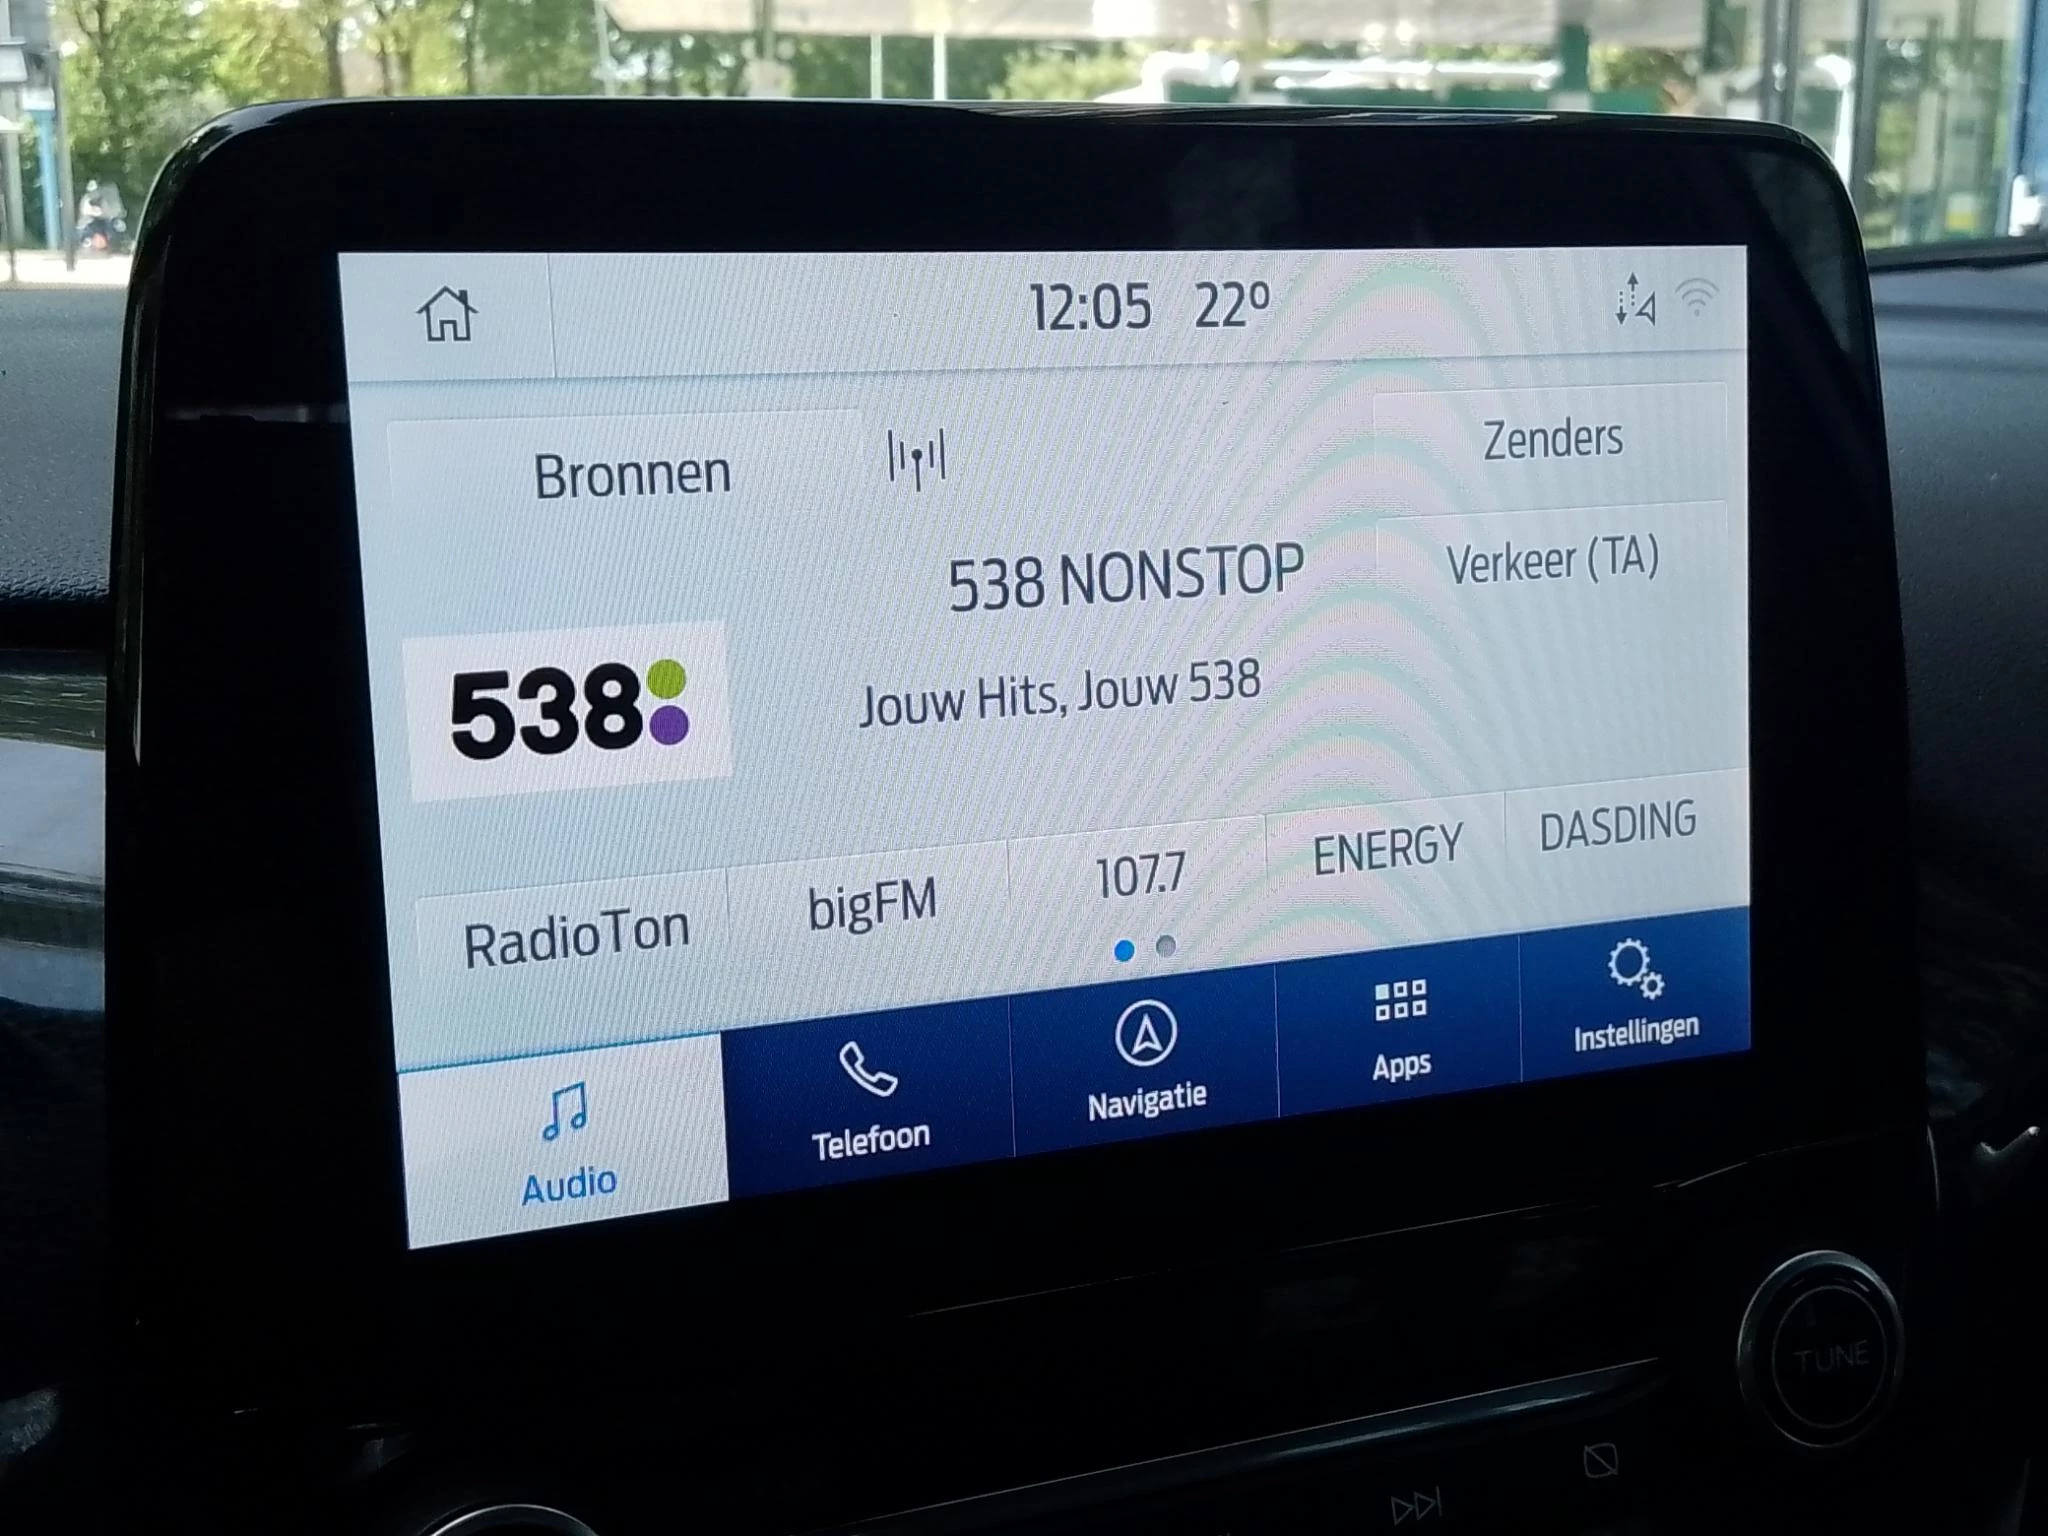 12:05 22º
Bronnen
Zenders
538 NONSTOP
Verkeer (TA)
538
Jouw Hits, Jouw 538
RadioTon
bigFM
107.7
ENERGY
DASDING
Audio
Telefoon
Navigatie
Apps
Instellingen
TUNE